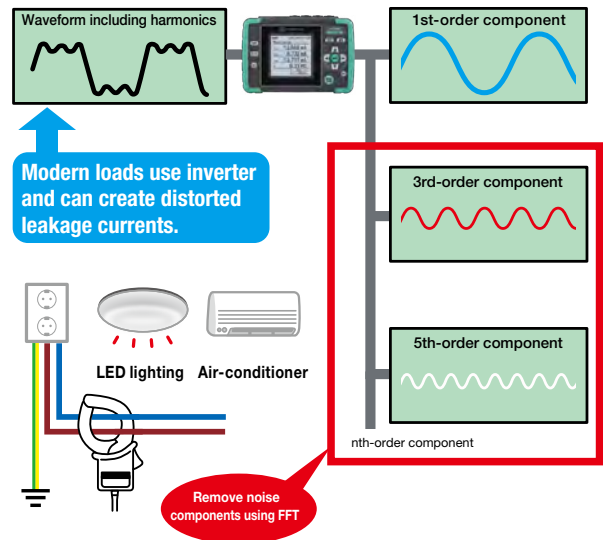 Waveform including harmonics
1st-order component
Modern loads use inverter
and can create distorted
leakage currents.
3rd-order component
LED lighting
Air-conditioner
5th-order component
nth-order component
Remove noise
components using FFT